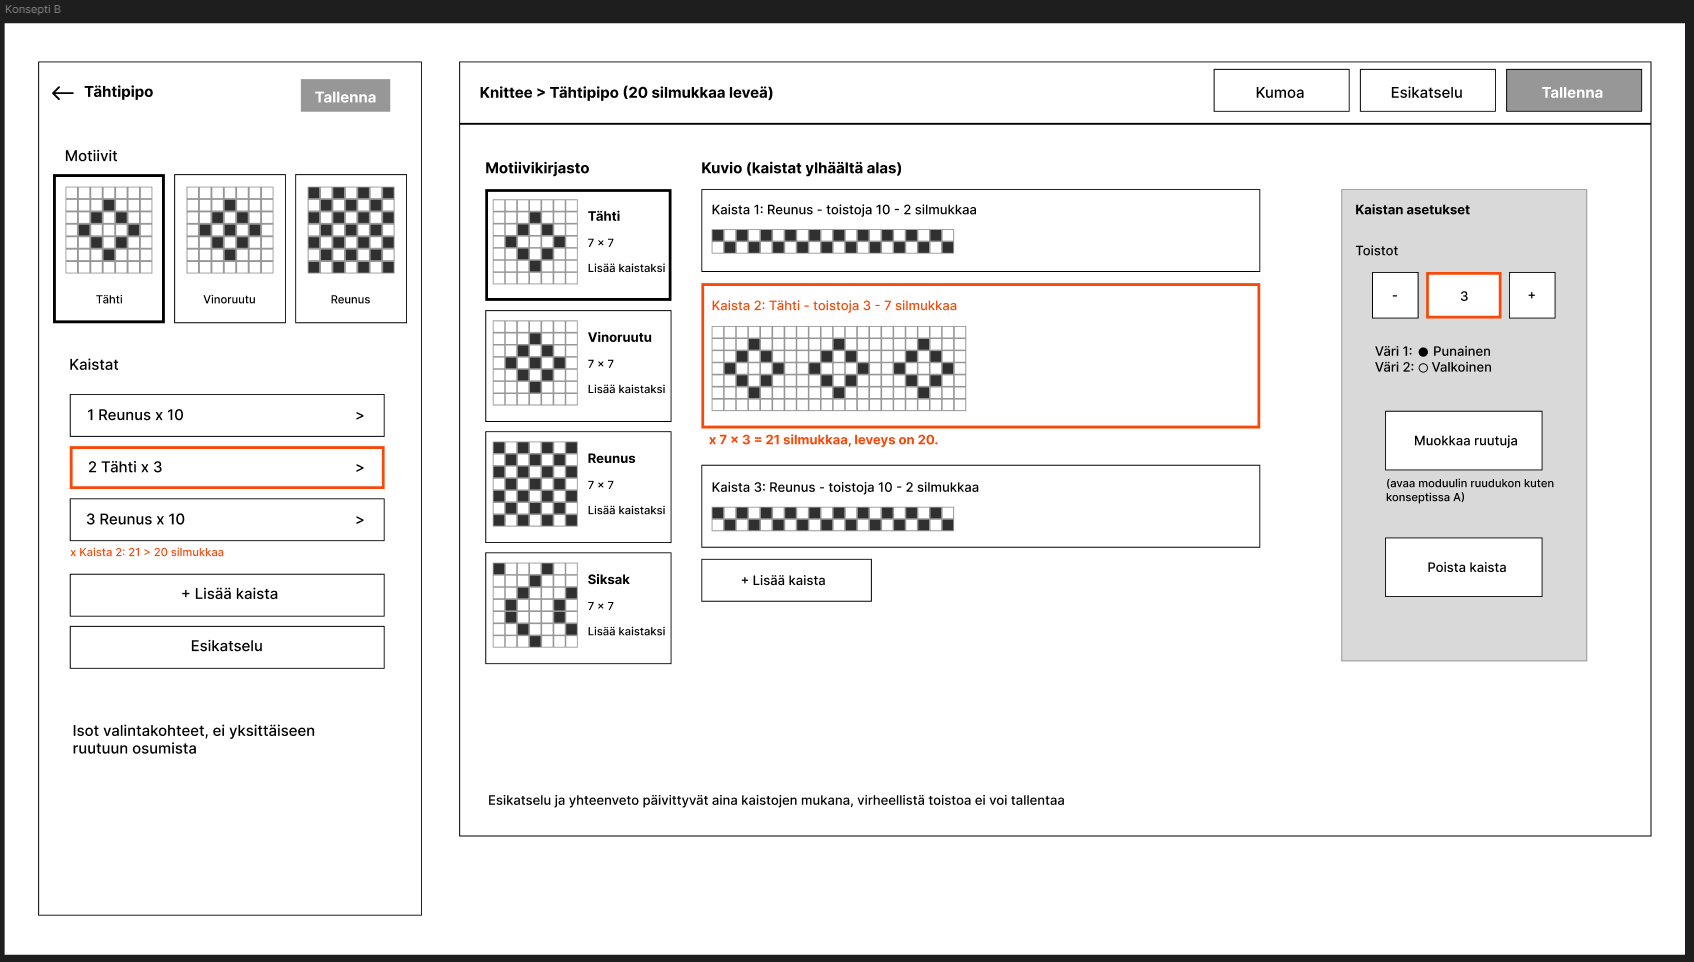 Konsepti B
Tähtipipo
Tallenna
Motiivit
Tähti
Vinoruutu
Reunus
Kaistat
1 Reunus x 10 >
2 Tähti x 3 >
3 Reunus x 10 >
x Kaista 2: 21 > 20 silmukkaa
+ Lisää kaista
Esikatselu
Isot valintakohteet, ei yksittäiseen
ruutuun osumista
Knittee > Tähtipipo (20 silmukkaa leveä)
Kumoa
Esikatselu
Tallenna
Motiivikirjasto
Tähti
7 × 7
Lisää kaistaksi
Vinoruutu
7 × 7
Lisää kaistaksi
Reunus
7 × 7
Lisää kaistaksi
Siksak
7 × 7
Lisää kaistaksi
Kuvio (kaistat ylhäältä alas)
Kaista 1: Reunus - toistoja 10 - 2 silmukkaa
Kaista 2: Tähti - toistoja 3 - 7 silmukkaa
x 7 × 3 = 21 silmukkaa, leveys on 20.
Kaista 3: Reunus - toistoja 10 - 2 silmukkaa
+ Lisää kaista
Kaistan asetukset
Toistot
- 3 +
Väri 1: Punainen
Väri 2: Valkoinen
Muokkaa ruutuja
(avaa moduulin ruudukon kuten
konseptissa A)
Poista kaista
Esikatselu ja yhteenveto päivittyvät aina kaistojen mukana, virheellistä toistoa ei voi tallentaa